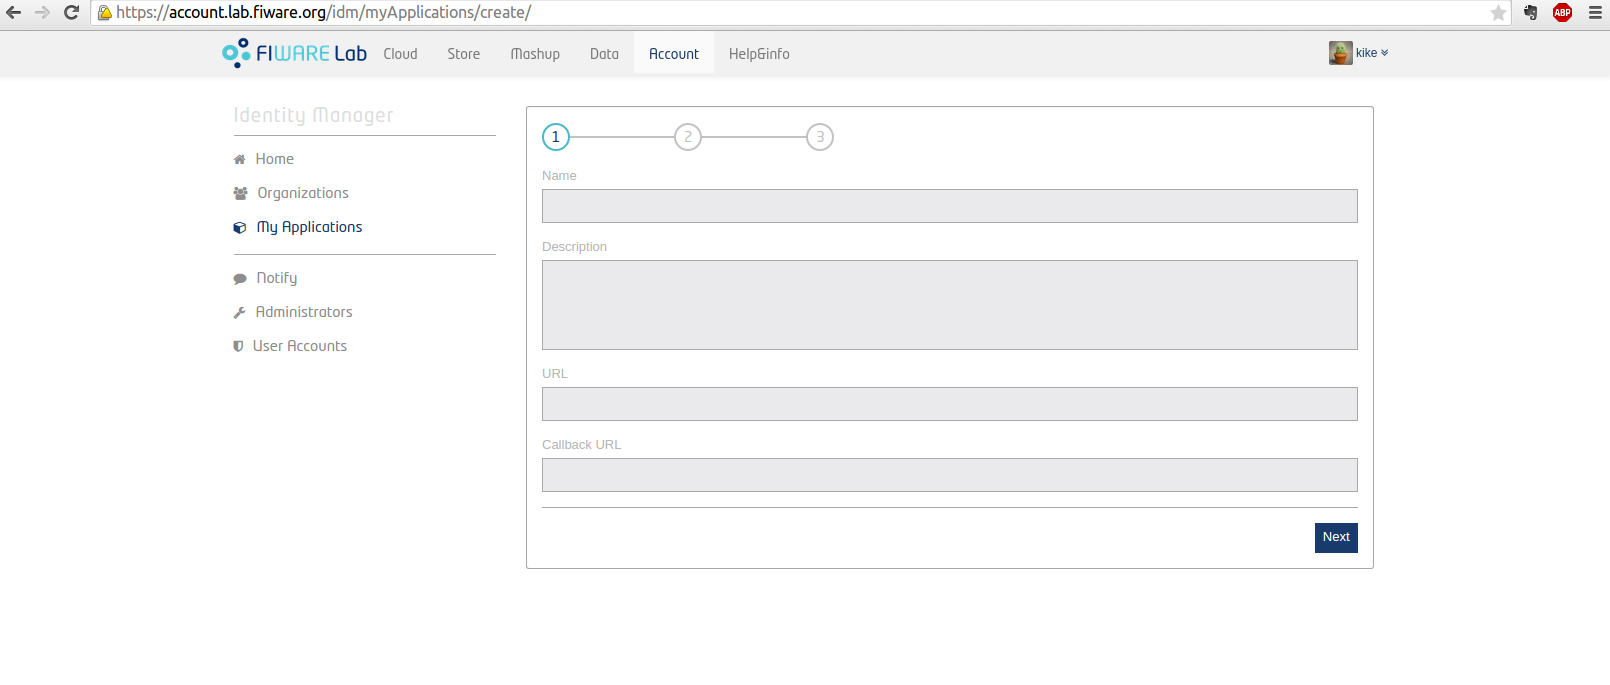 https://account.lab.fiware.org/idm/myApplications/create/
ABP
FIWARE Lab Cloud Store Mashup Data Account Help&info kike
Identity Manager
Home
Organizations
My Applications
Notify
Administrators
User Accounts
1 2 3
Name
Description
URL
Callback URL
Next